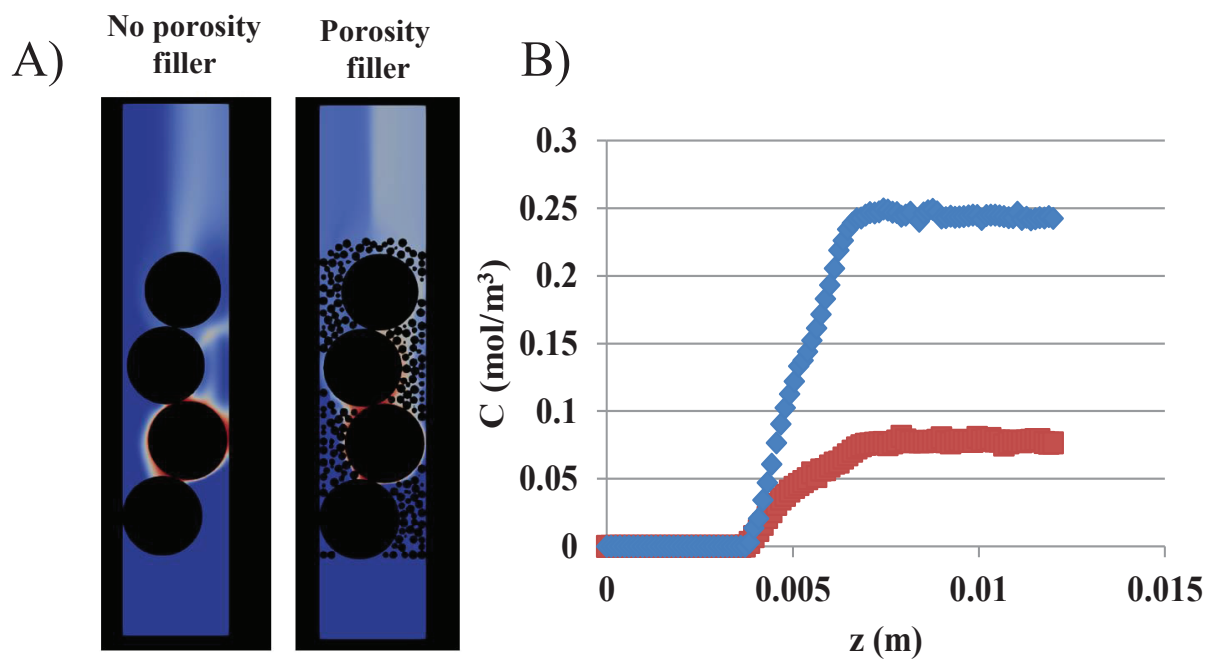 A)
No porosity
filler
Porosity
filler
B)
C (mol/m³)
0.3
0.25
0.2
0.15
0.1
0.05
0
0
0.005
0.01
0.015
z (m)